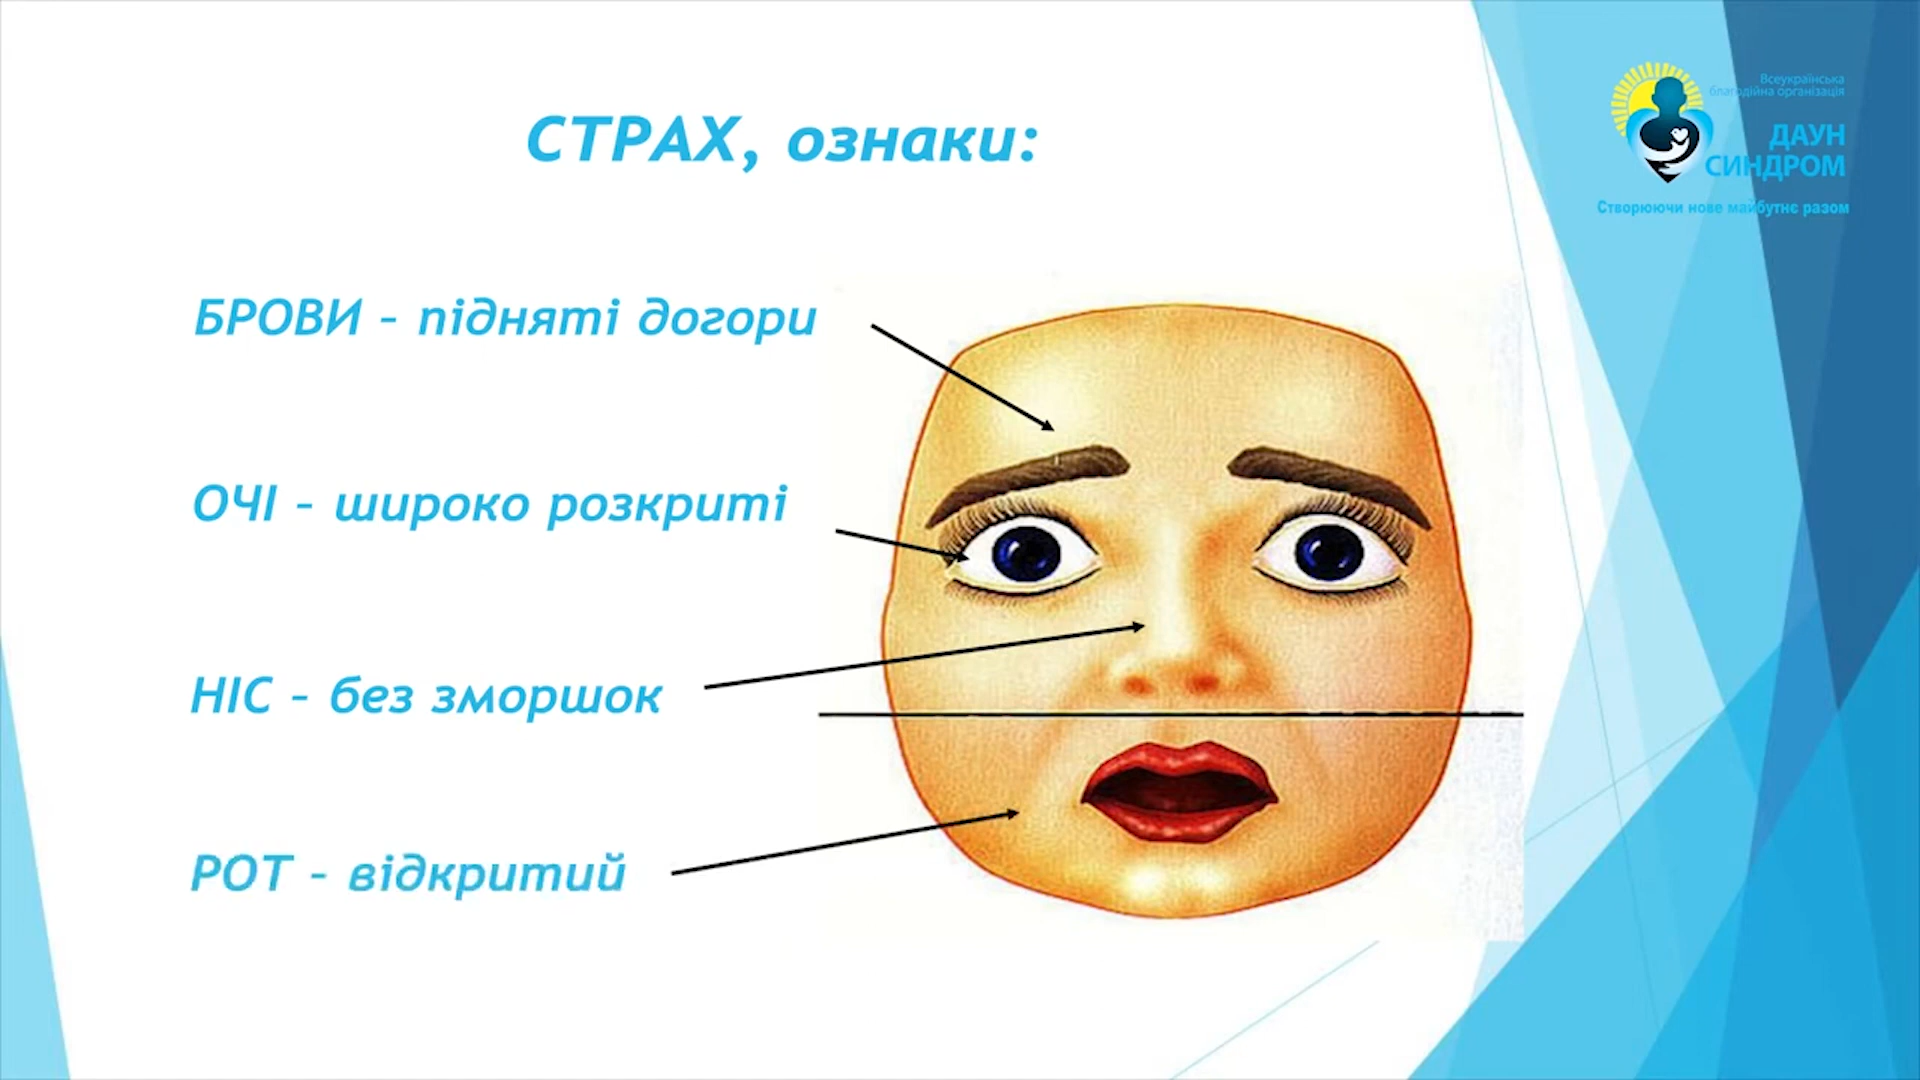 СТРАХ, ознаки:
Всеукраїнська
благодійна організація
ДАУН
СИНДРОМ
Створюючи нове майбутнє разом
БРОВИ – підняті догори
ОЧІ – широко розкриті
НІС – без зморшок
РОТ – відкритий